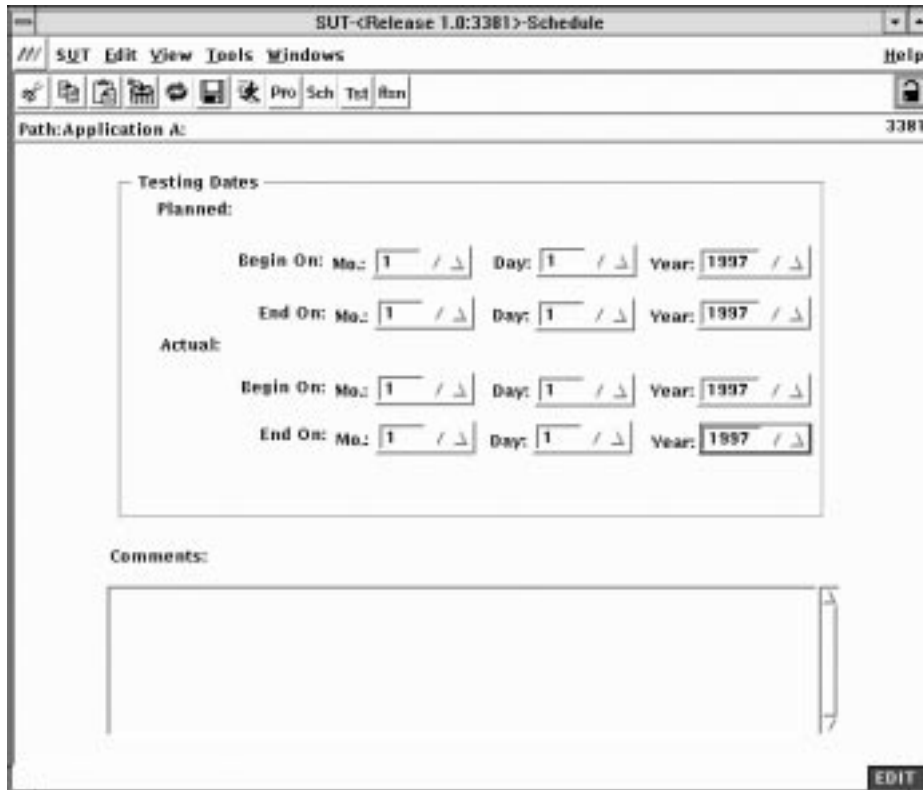 SUT-<Release 1.0:3381>-Schedule
SUT Edit View Tools Windows Help
Pro Sch Tst Rsn
Path:Application A: 3381
Testing Dates
Planned:
Begin On: Mo.: 1 Day: 1 Year: 1997
End On: Mo.: 1 Day: 1 Year: 1997
Actual:
Begin On: Mo.: 1 Day: 1 Year: 1997
End On: Mo.: 1 Day: 1 Year: 1997
Comments:
EDIT